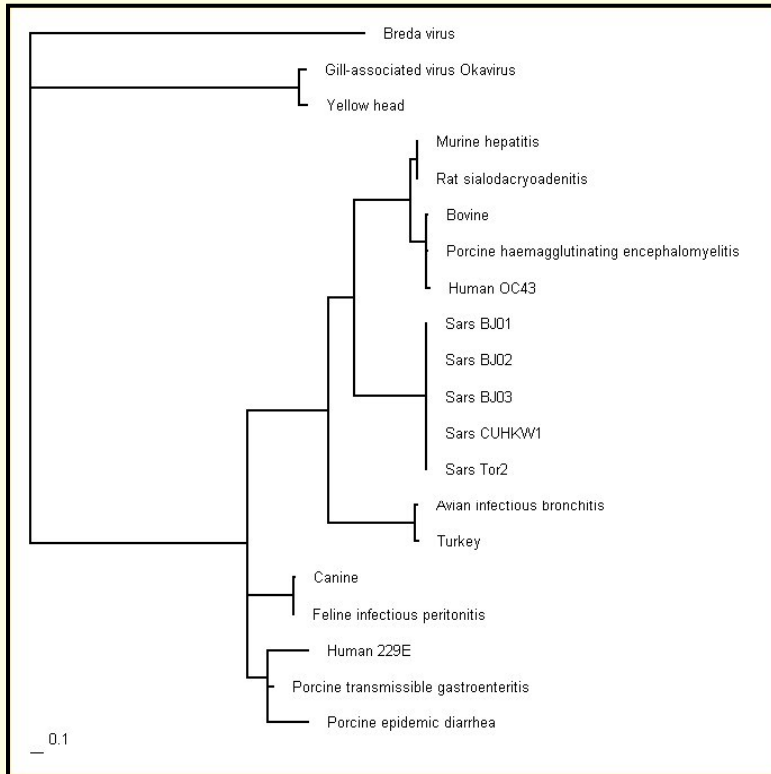 Breda virus
Gill-associated virus Okavirus
Yellow head
Murine hepatitis
Rat sialodacryoadenitis
Bovine
Porcine haemagglutinating encephalomyelitis
Human OC43
Sars BJ01
Sars BJ02
Sars BJ03
Sars CUHKW1
Sars Tor2
Avian infectious bronchitis
Turkey
Canine
Feline infectious peritonitis
Human 229E
Porcine transmissible gastroenteritis
Porcine epidemic diarrhea
0.1